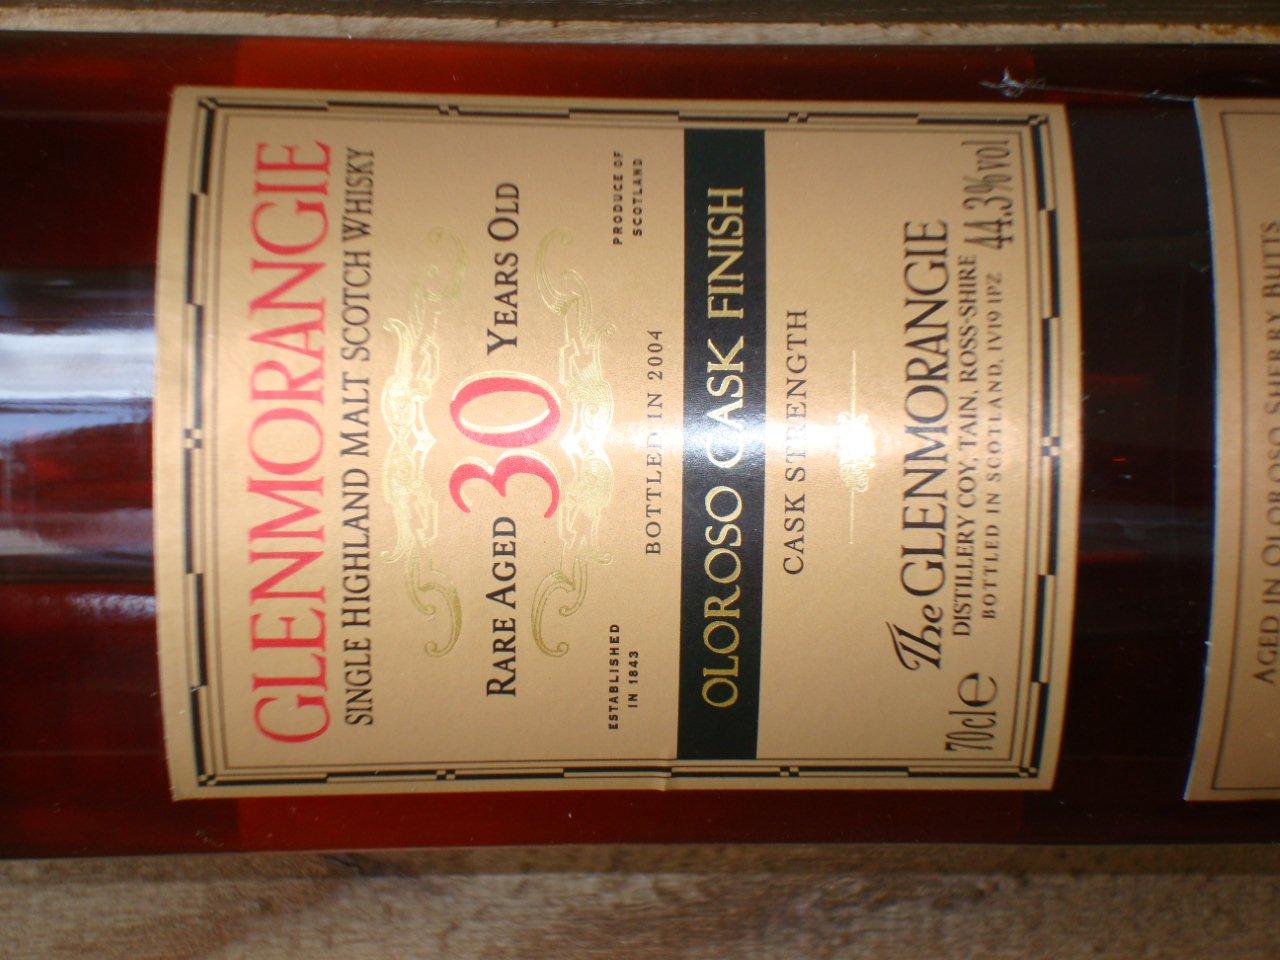 GLENMORANGIE
SINGLE HIGHLAND MALT SCOTCH WHISKY
RARE AGED 30 YEARS OLD
ESTABLISHED
IN 1843
PRODUCE OF
SCOTLAND
BOTTLED IN 2004
OLOROSO CASK FINISH
CASK STRENGTH
The GLENMORANGIE
DISTILLERY COY, TAIN, ROSS-SHIRE
BOTTLED IN SCOTLAND, IV19 1PZ
70cl e
44.3%vol
AGED IN OLOROSO SHERRY BUTTS